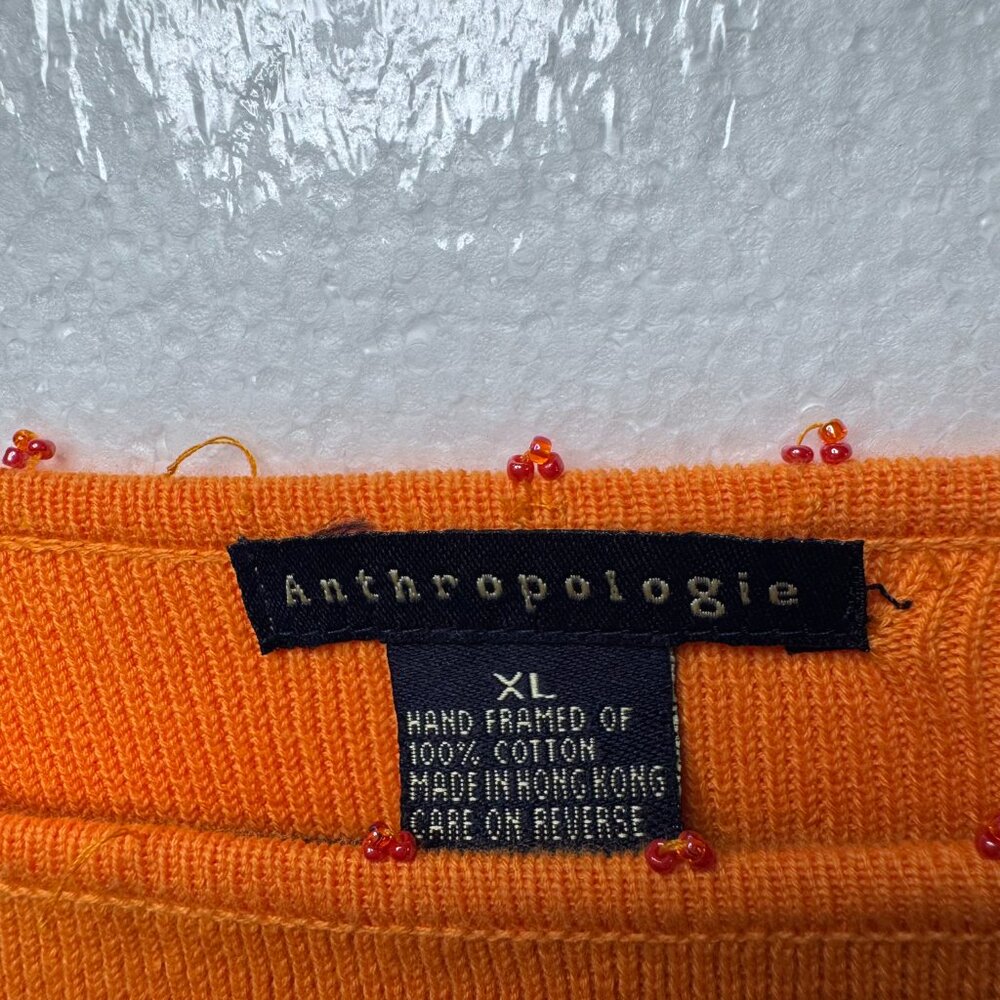 Anthropologie
XL
HAND FRAMED OF
100% COTTON
MADE IN HONG KONG
CARE ON REVERSE